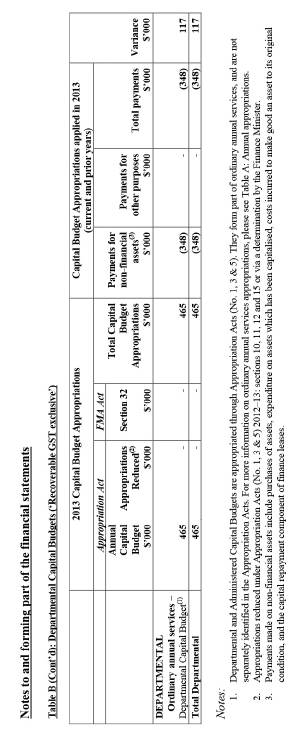 Notes to and forming part of the financial statements
Table B (Cont'd): Departmental Capital Budgets ('Recoverable GST exclusive')
2013 Capital Budget Appropriations
Capital Budget Appropriations applied in 2013
(current and prior years)
Appropriation Act
FMA Act
Annual Capital Budget $'000
Appropriations Reduced(2) $'000
Section 32 $'000
Total Capital Budget Appropriations $'000
Payments for non-financial assets(3) $'000
Payments for other purposes $'000
Total payments $'000
Variance $'000
DEPARTMENTAL
Ordinary annual services –
Departmental Capital Budget(1) 465 - - 465 (348) - (348) 117
Total Departmental 465 - - 465 (348) - (348) 117
Notes:
1. Departmental and Administered Capital Budgets are appropriated through Appropriation Acts (No. 1, 3 & 5). They form part of ordinary annual services, and are not
separately identified in the Appropriation Acts. For more information on ordinary annual services appropriations, please see Table A: Annual appropriations.
2. Appropriations reduced under Appropriation Acts (No. 1, 3 & 5) 2012–13: sections 10, 11, 12 and 15 or via a determination by the Finance Minister.
3. Payments made on non-financial assets include purchases of assets, expenditure on assets which has been capitalised, costs incurred to make good an asset to its original
condition, and the capital repayment component of finance leases.